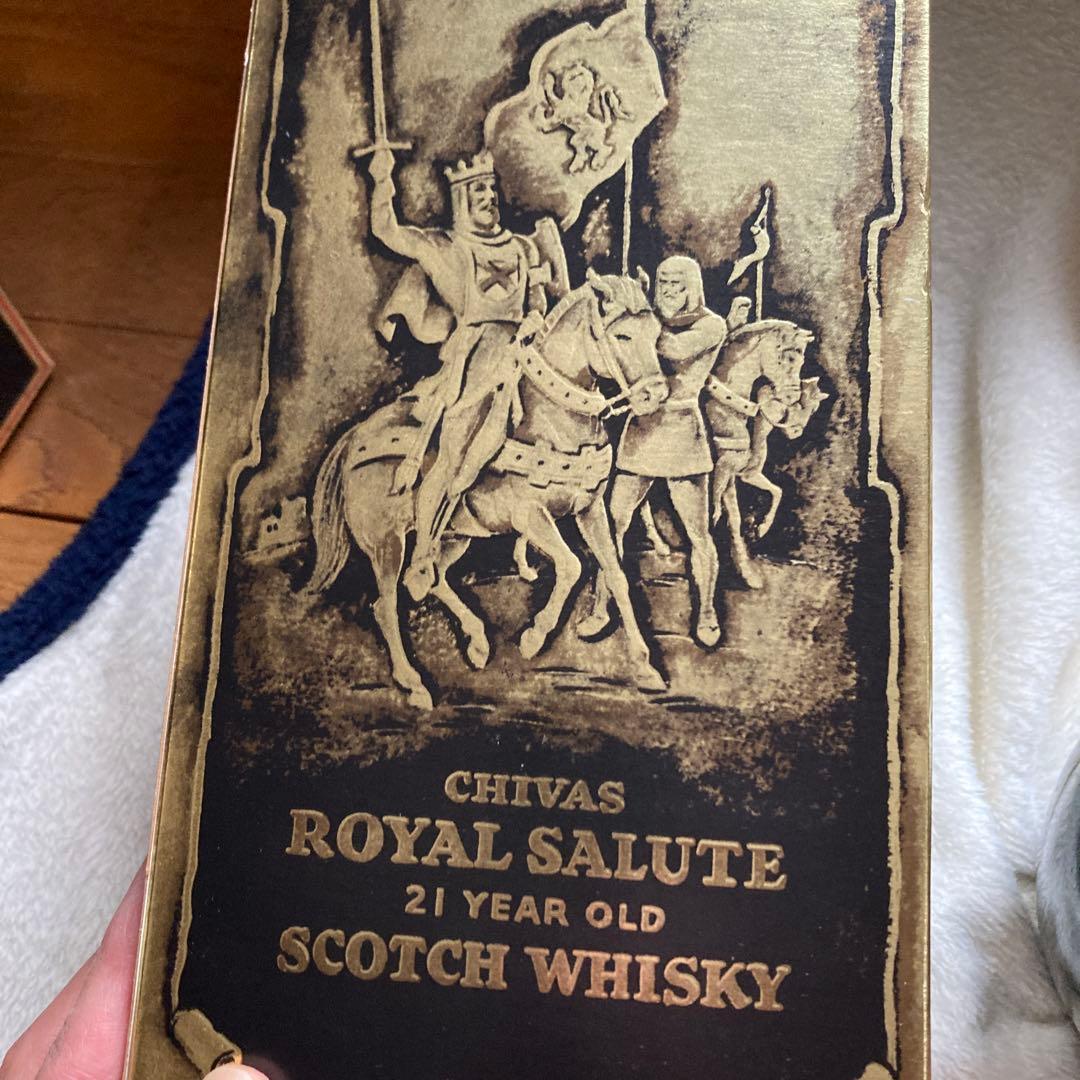 CHIVAS
ROYAL SALUTE
21 YEAR OLD
SCOTCH WHISKY